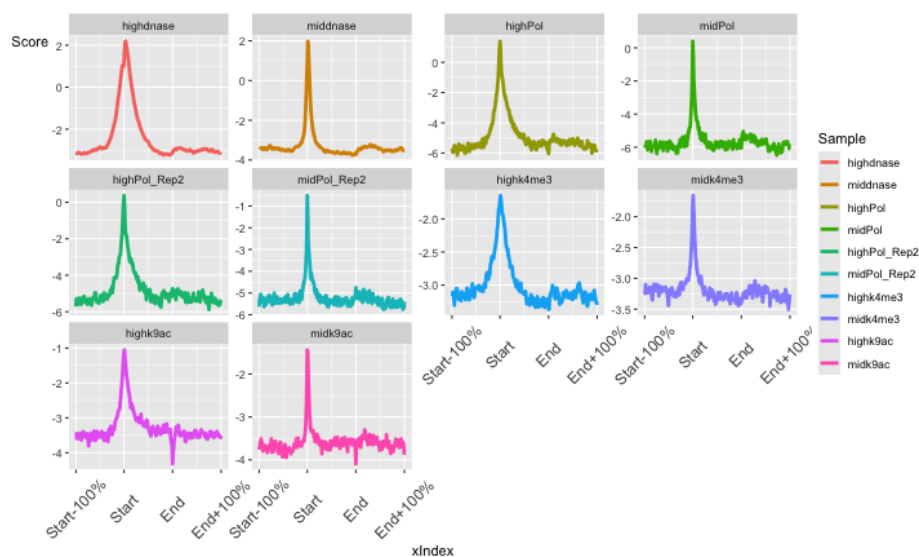 highdnase
middnase
highPol
midPol
Score
2
0
-2
2
0
-2
-4
0
-2
-4
-6
0
-2
-4
-6
highPol_Rep2
midPol_Rep2
highk4me3
midk4me3
0
-2
-4
-6
-1
-2
-3
-4
-5
-6
-2.0
-2.5
-3.0
-2.0
-2.5
-3.0
-3.5
highk9ac
midk9ac
-1
-2
-3
-4
-2
-3
-4
Start-100%
Start
End
End+100%
Start-100%
Start
End
End+100%
Start-100%
Start
End
End+100%
Start-100%
Start
End
End+100%
xIndex
Sample
highdnase
middnase
highPol
midPol
highPol_Rep2
midPol_Rep2
highk4me3
midk4me3
highk9ac
midk9ac